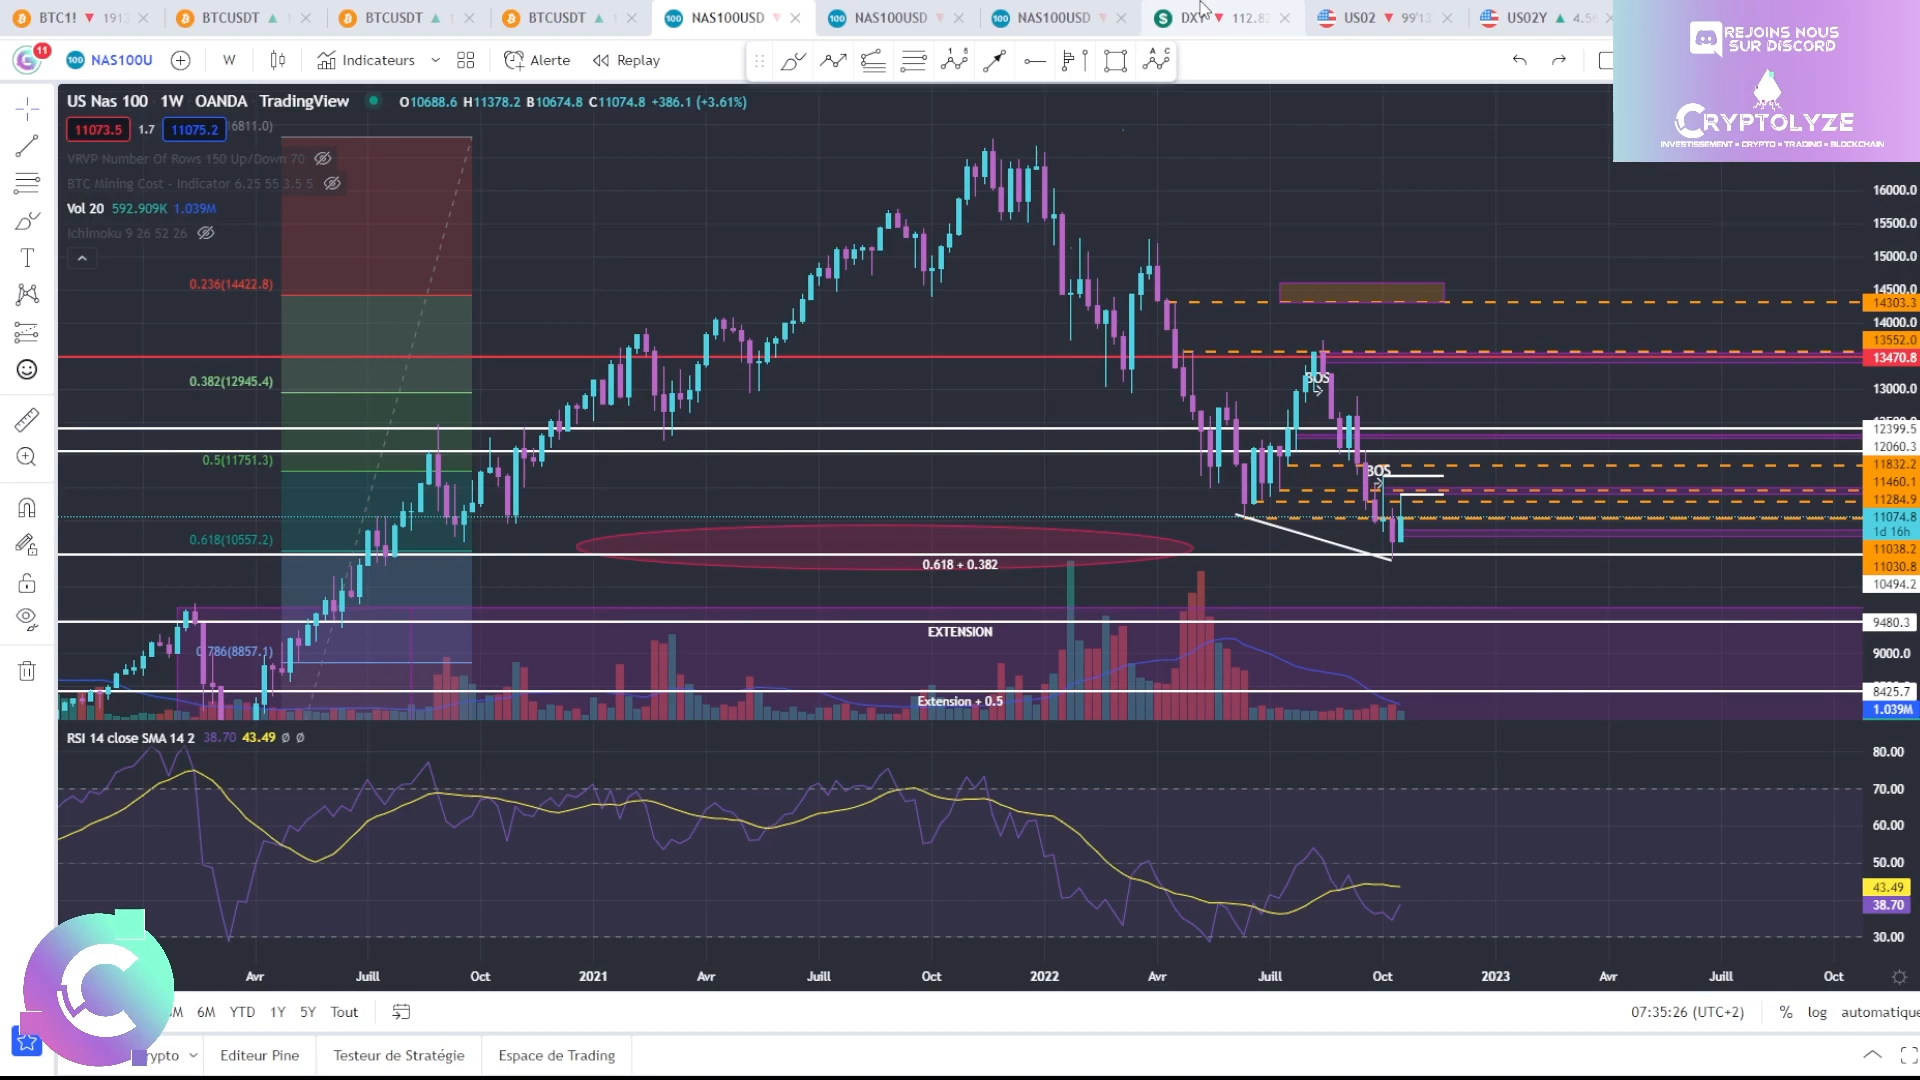 BTC1! 1913
BTCUSDT
BTCUSDT
BTCUSDT
NAS100USD
NAS100USD
NAS100USD
DXY 112.82
US02 99'13
US02Y 4.56
REJOINS NOUS
SUR DISCORD
CRYPTOLYZE
INVESTISSEMENT • CRYPTO • TRADING • BLOCKCHAIN
11
NAS100U
W
Indicateurs
Alerte
Replay
US Nas 100 1W OANDA TradingView O10688.6 H11378.2 B10674.8 C11074.8 +386.1 (+3.61%)
11073.5 1.7 11075.2 6811.0)
VRVP Number Of Rows 150 Up/Down 70
BTC Mining Cost - Indicator 6.25 55 3.5 5
Vol 20 592.909K 1.039M
Ichimoku 9 26 52 26
0.236(14422.8)
0.382(12945.4)
0.5(11751.3)
0.618(10557.2)
0.786(8857.1)
BOS
BOS
0.618 + 0.382
EXTENSION
Extension + 0.5
16000.0
15500.0
15000.0
14500.0
14303.3
14000.0
13552.0
13470.8
13000.0
12399.5
12060.3
11832.2
11460.1
11284.9
11074.8
1d 16h
11038.2
11030.8
10494.2
9480.3
9000.0
8425.7
1.039M
RSI 14 close SMA 14 2 38.70 43.49 ø ø
80.00
70.00
60.00
50.00
43.49
38.70
30.00
Avr Juill Oct 2021 Avr Juill Oct 2022 Avr Juill Oct 2023 Avr Juill Oct
M 6M YTD 1Y 5Y Tout
07:35:26 (UTC+2) % log automatique
rypto Editeur Pine Testeur de Stratégie Espace de Trading